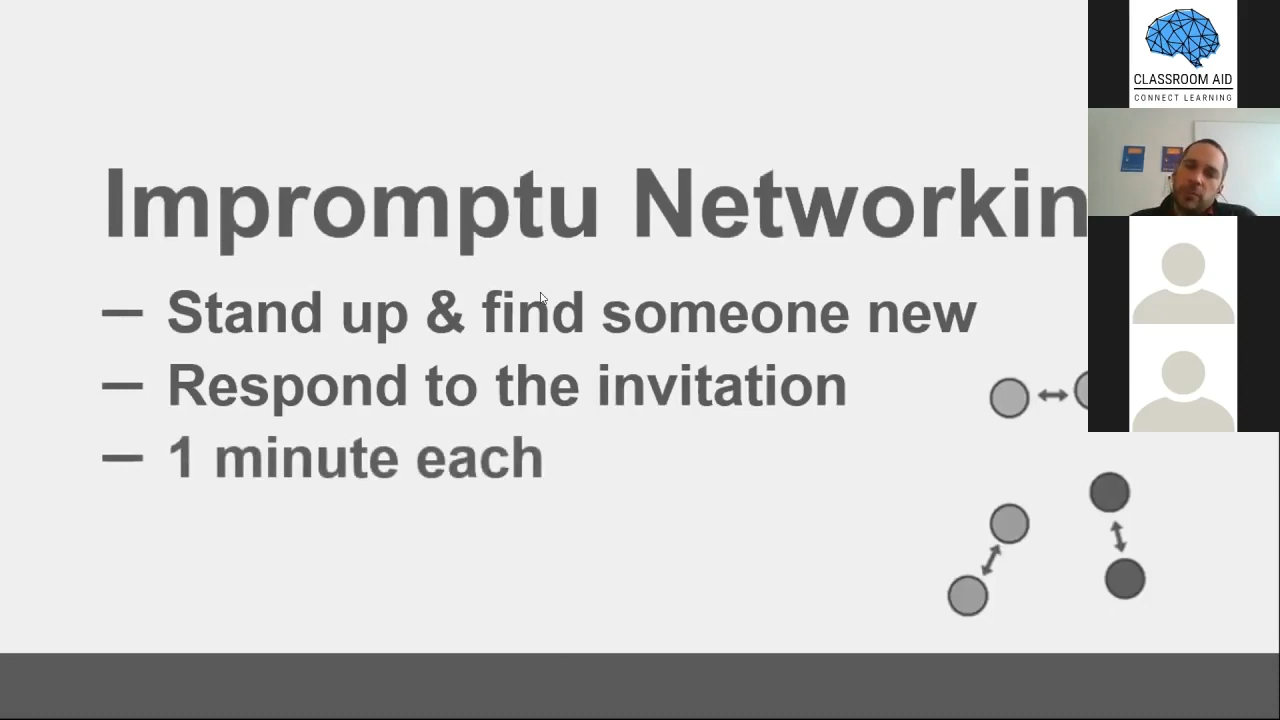 Impromptu Networkin
— Stand up & find someone new
— Respond to the invitation
— 1 minute each
CLASSROOM AID
CONNECT LEARNING